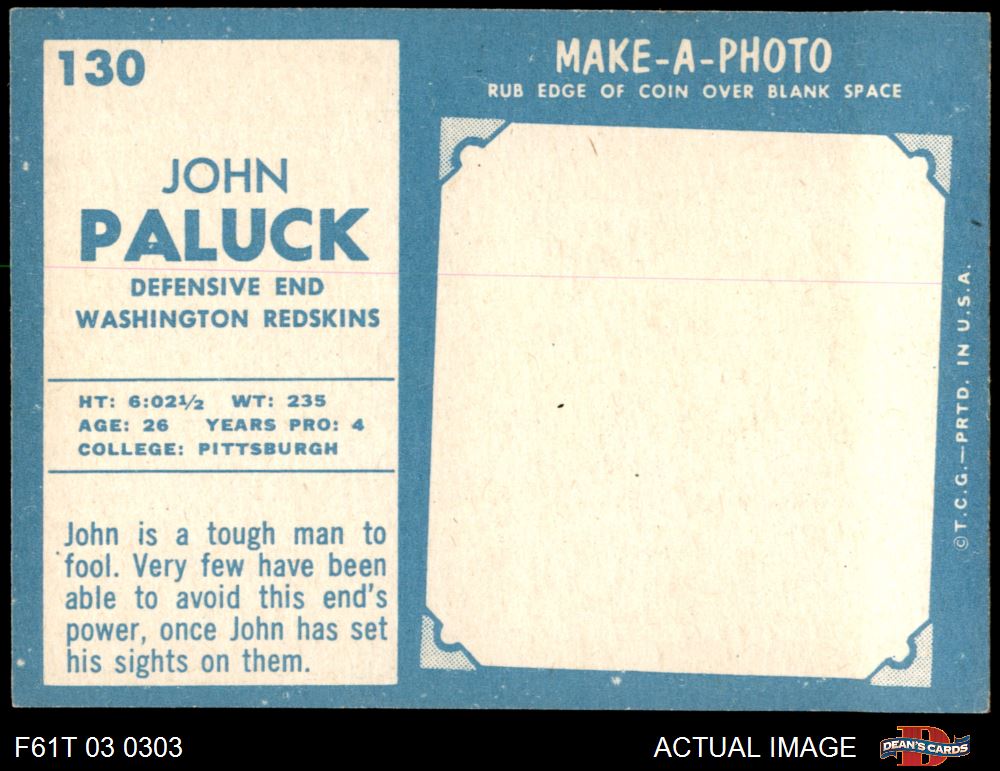 130
JOHN
PALUCK
DEFENSIVE END
WASHINGTON REDSKINS
HT: 6:02½ WT: 235
AGE: 26 YEARS PRO: 4
COLLEGE: PITTSBURGH
John is a tough man to
fool. Very few have been
able to avoid this end's
power, once John has set
his sights on them.
MAKE-A-PHOTO
RUB EDGE OF COIN OVER BLANK SPACE
©T.C.G.—PRTD. IN U.S.A.
F61T 03 0303
ACTUAL IMAGE
D
DEAN'S CARDS